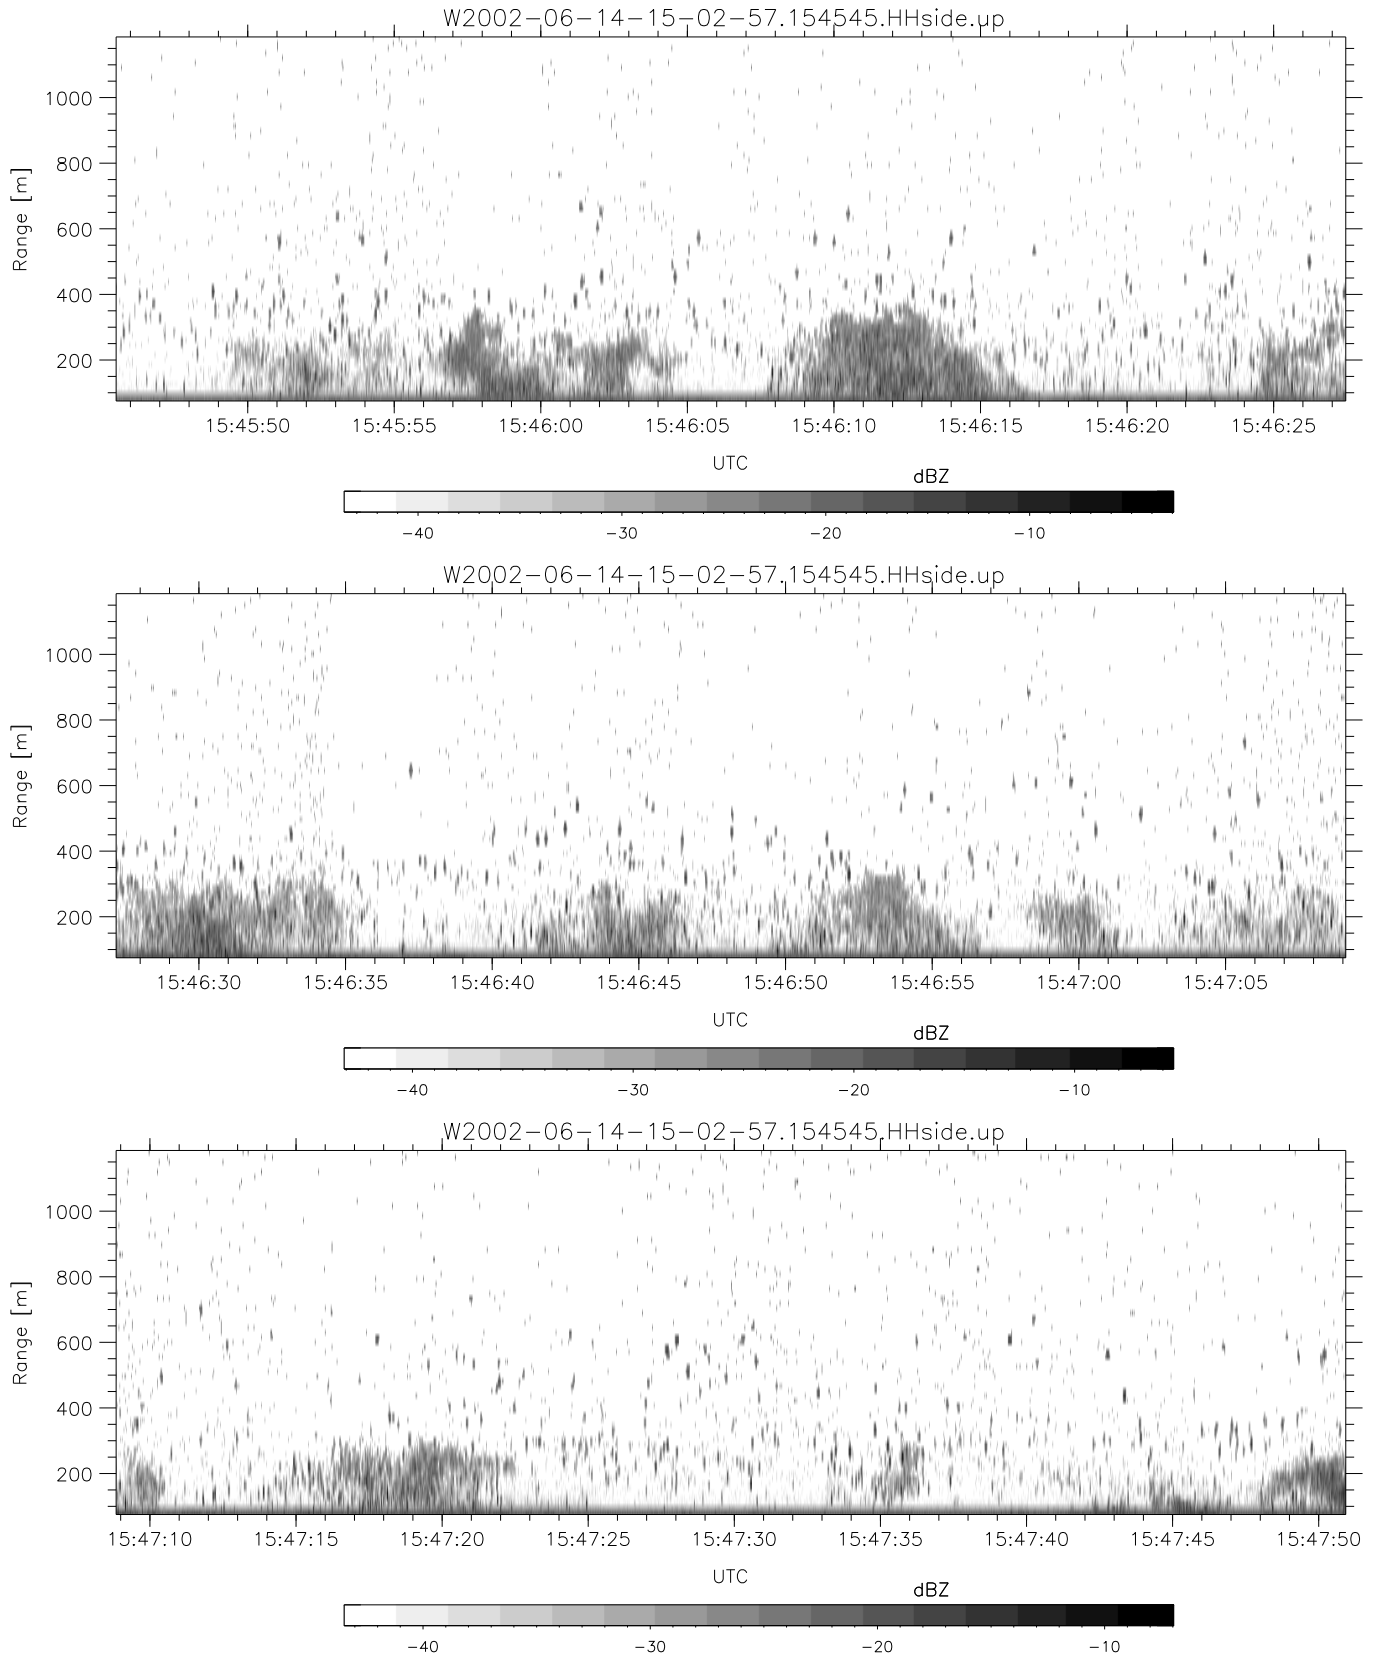 W2002-06-14-15-02-57.154545.HHside.up
1000
800
600
400
200
Range [m]
15:45:50 15:45:55 15:46:00 15:46:05 15:46:10 15:46:15 15:46:20 15:46:25
UTC
dBZ
-40 -30 -20 -10
W2002-06-14-15-02-57.154545.HHside.up
1000
800
600
400
200
Range [m]
15:46:30 15:46:35 15:46:40 15:46:45 15:46:50 15:46:55 15:47:00 15:47:05
UTC
dBZ
-40 -30 -20 -10
W2002-06-14-15-02-57.154545.HHside.up
1000
800
600
400
200
Range [m]
15:47:10 15:47:15 15:47:20 15:47:25 15:47:30 15:47:35 15:47:40 15:47:45 15:47:50
UTC
dBZ
-40 -30 -20 -10